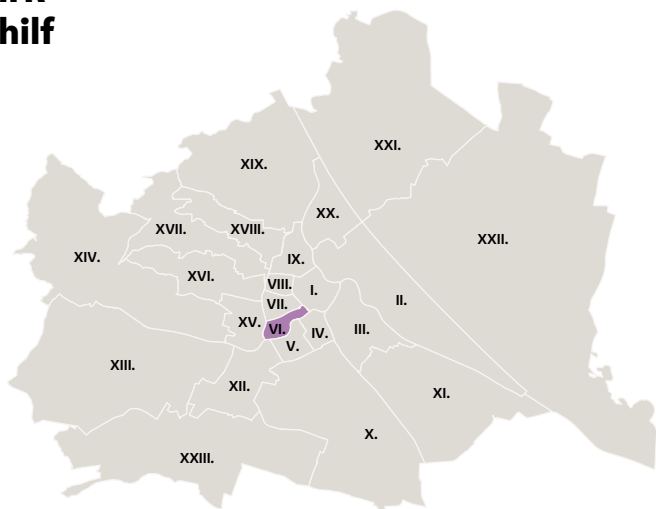 hilf
XXI.
XIX.
XX.
XVII.
XVIII.
XXII.
XIV.
IX.
XVI.
VIII.
I.
II.
VII.
XV.
VI.
IV.
III.
V.
XIII.
XII.
XI.
X.
XXIII.